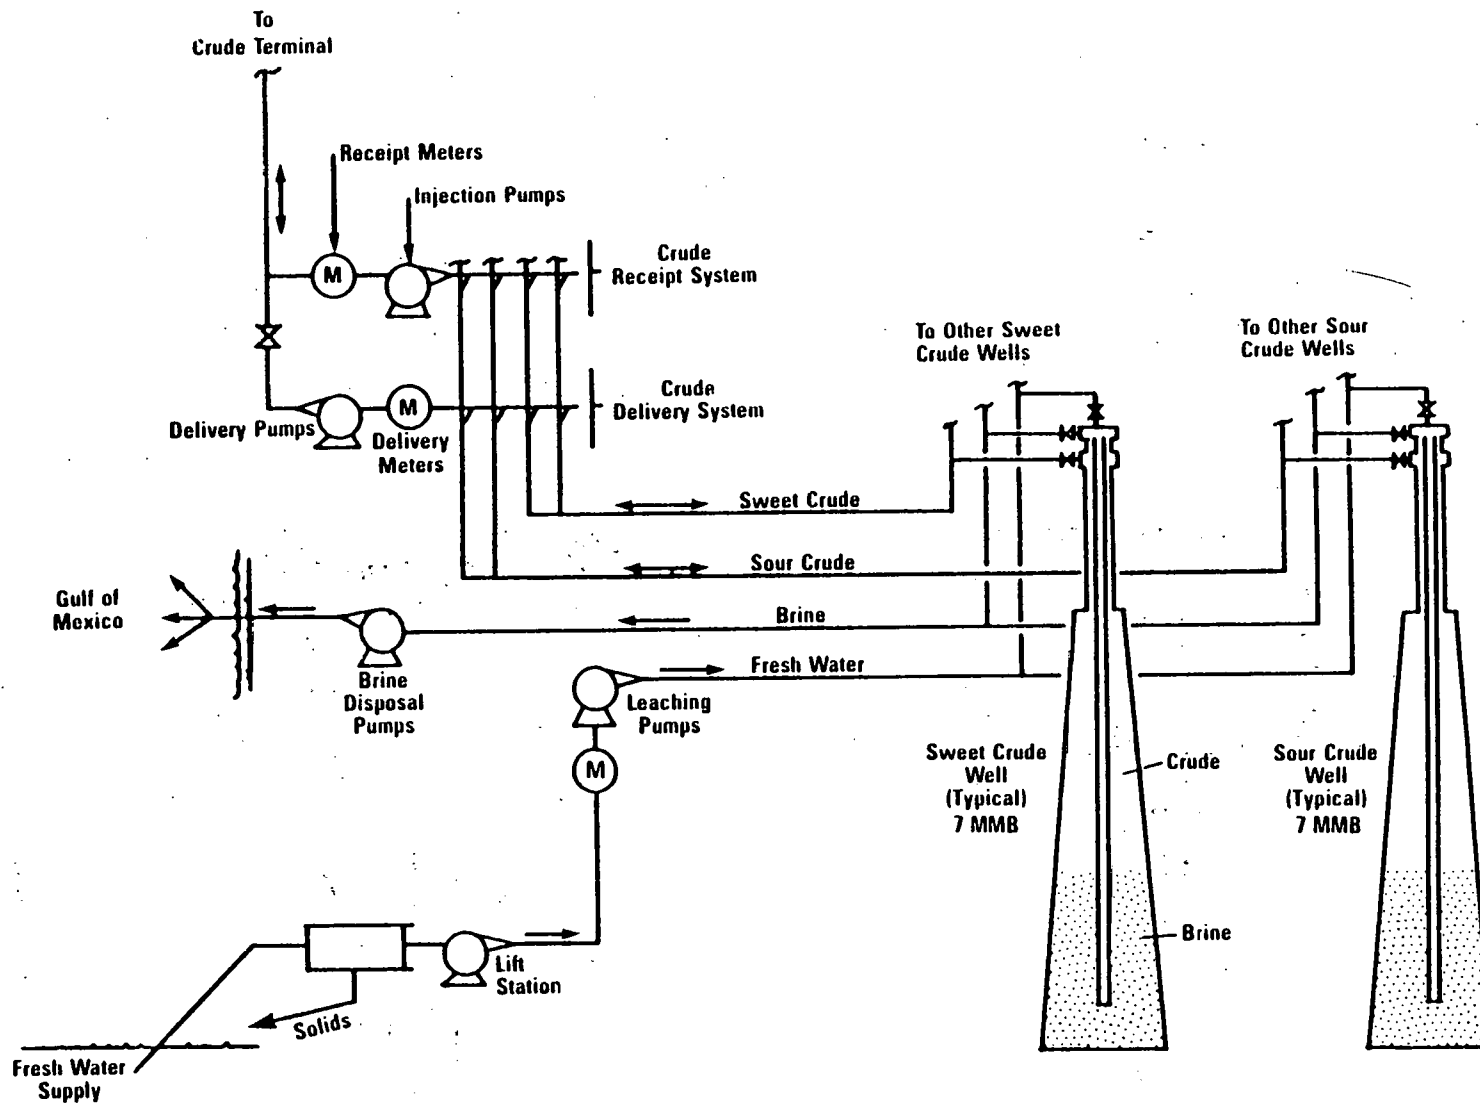 To
Crude Terminal
Receipt Meters
Injection Pumps
M
Crude
Receipt System
To Other Sweet
Crude Wells
To Other Sour
Crude Wells
Crude
Delivery System
M
Delivery Pumps
Delivery
Meters
Sweet Crude
Sour Crude
Gulf of
Mexico
Brine
Fresh Water
Brine
Disposal
Pumps
Leaching
Pumps
M
Sweet Crude
Well
(Typical)
7 MMB
Crude
Sour Crude
Well
(Typical)
7 MMB
Brine
Lift
Station
Solids
Fresh Water
Supply